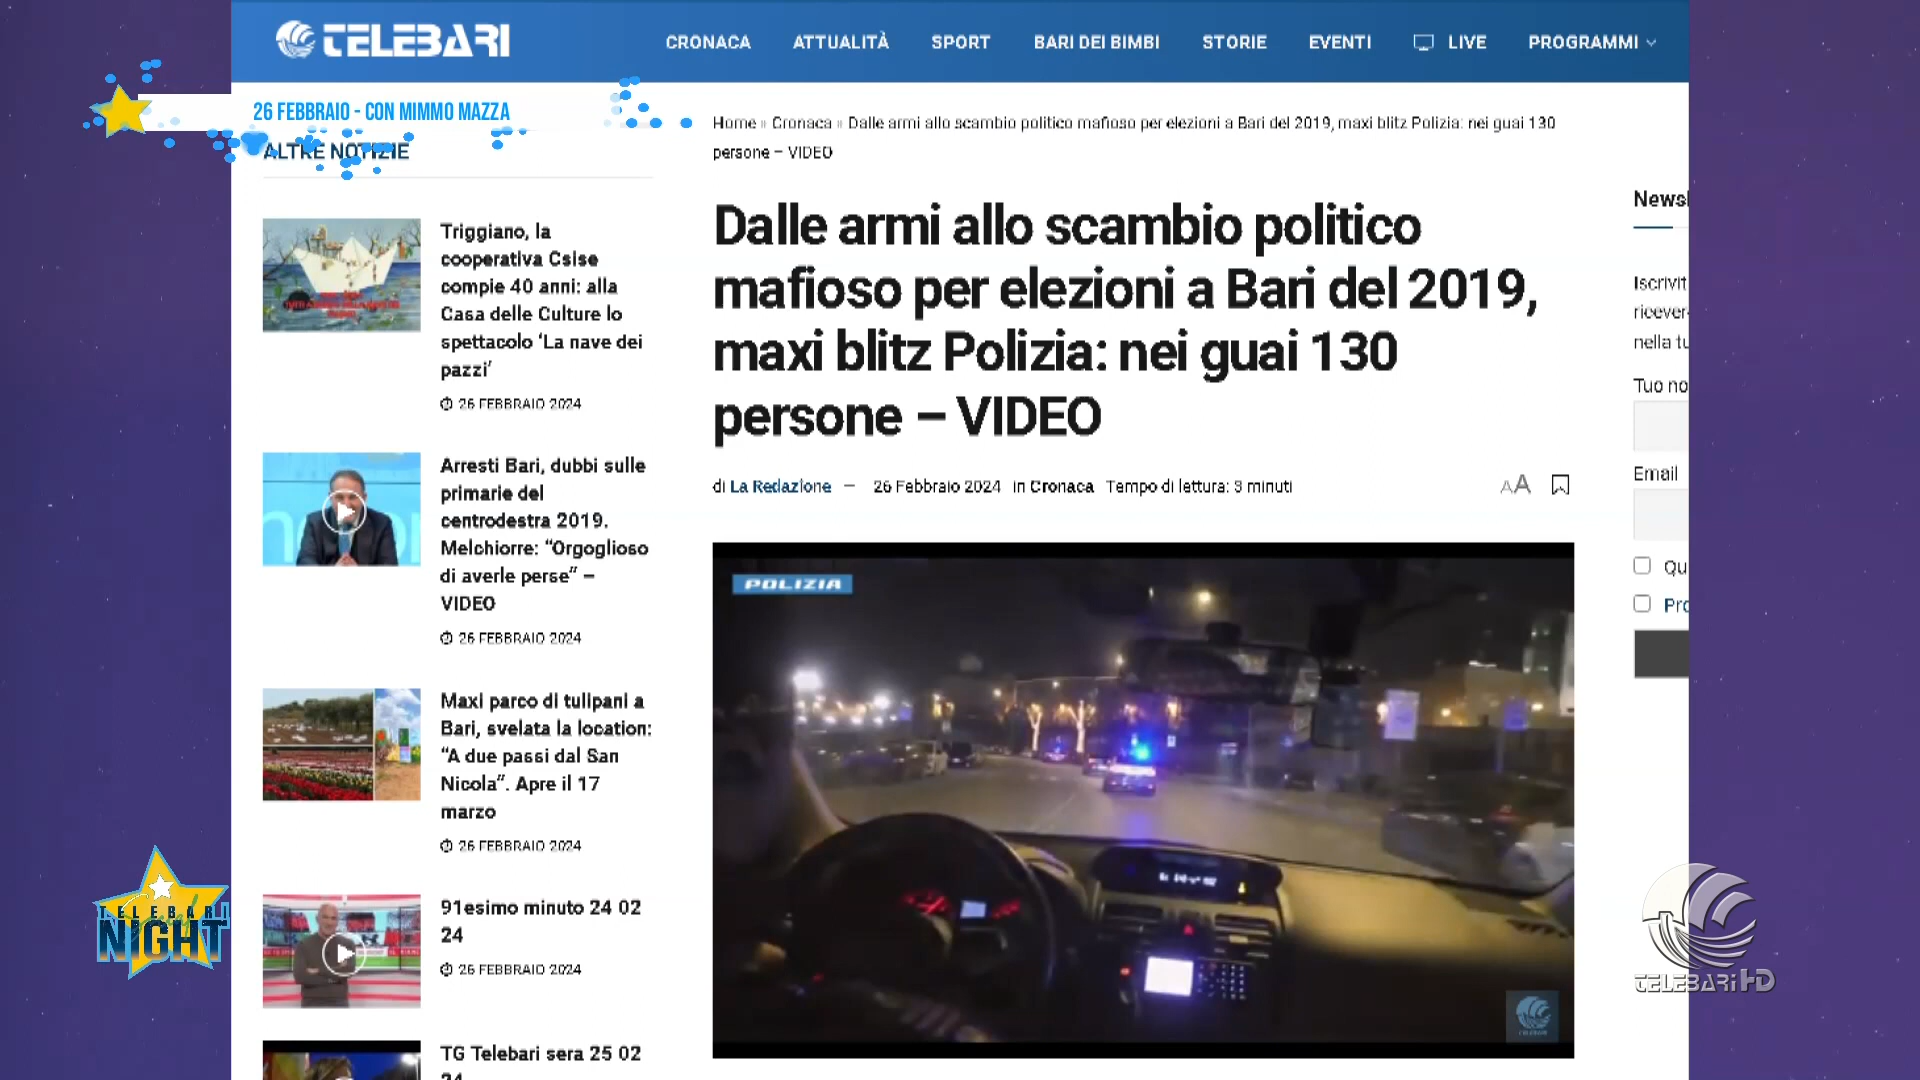 TELEBARI
CRONACA ATTUALITÀ SPORT BARI DEI BIMBI STORIE EVENTI LIVE PROGRAMMI
26 FEBBRAIO - CON MIMMO MAZZA
ALTRE NOTIZIE
Triggiano, la
cooperativa Csise
compie 40 anni: alla
Casa delle Culture lo
spettacolo ‘La nave dei
pazzi’
26 FEBBRAIO 2024
Arresti Bari, dubbi sulle
primarie del
centrodestra 2019.
Melchiorre: “Orgoglioso
di averle perse” –
VIDEO
26 FEBBRAIO 2024
Maxi parco di tulipani a
Bari, svelata la location:
“A due passi dal San
Nicola”. Apre il 17
marzo
26 FEBBRAIO 2024
91esimo minuto 24 02
24
26 FEBBRAIO 2024
TG Telebari sera 25 02
24
Home » Cronaca » Dalle armi allo scambio politico mafioso per elezioni a Bari del 2019, maxi blitz Polizia: nei guai 130
persone – VIDEO
Dalle armi allo scambio politico
mafioso per elezioni a Bari del 2019,
maxi blitz Polizia: nei guai 130
persone – VIDEO
di La Redazione — 26 Febbraio 2024 in Cronaca Tempo di lettura: 3 minuti
AA
POLIZIA
Newsl
Iscrivit
ricever
nella tu
Tuo no
Email
Qu
Pro
TELEBARI
NIGHT
TELEBARI HD